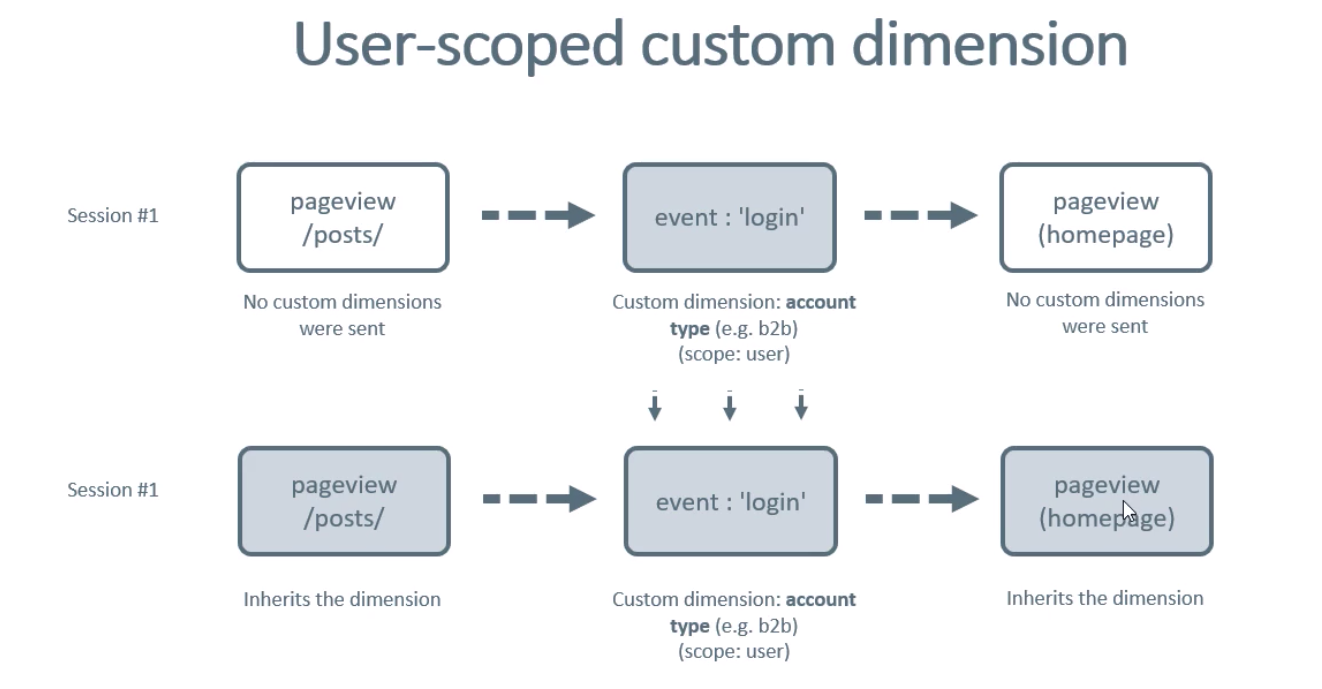 User-scoped custom dimension
Session #1
pageview
/posts/
event : 'login'
pageview
(homepage)
No custom dimensions
were sent
Custom dimension: account
type (e.g. b2b)
(scope: user)
No custom dimensions
were sent
Session #1
pageview
/posts/
event : 'login'
pageview
(homepage)
Inherits the dimension
Custom dimension: account
type (e.g. b2b)
(scope: user)
Inherits the dimension